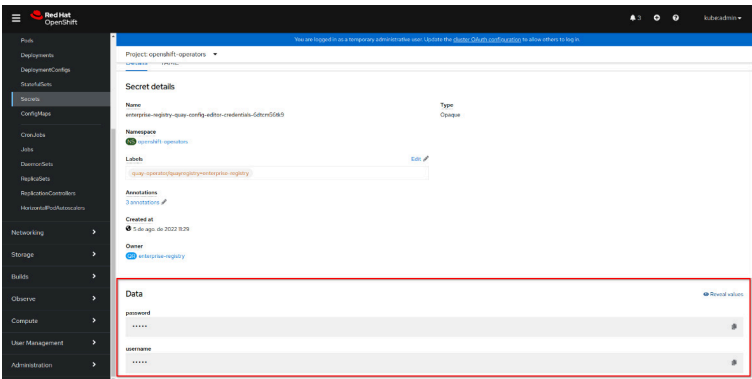 Red Hat
OpenShift
3
kube:admin
You are logged in as a temporary administrative user. Update the cluster OAuth configuration to allow others to log in.
Project: openshift-operators
Pods
Deployments
DeploymentConfigs
StatefulSets
Secrets
ConfigMaps
CronJobs
Jobs
DaemonSets
ReplicaSets
ReplicationControllers
HorizontalPodAutoscalers
Networking
Storage
Builds
Observe
Compute
User Management
Administration
Details YAML
Secret details
Name
enterprise-registry-quay-config-editor-credentials-6dtcm56tk9
Type
Opaque
Namespace
NS openshift-operators
Labels
Edit
quay-operator/quayregistry=enterprise-registry
Annotations
3 annotations
Created at
5 de ago. de 2022 11:29
Owner
QR enterprise-registry
Data
Reveal values
password
•••••
username
•••••